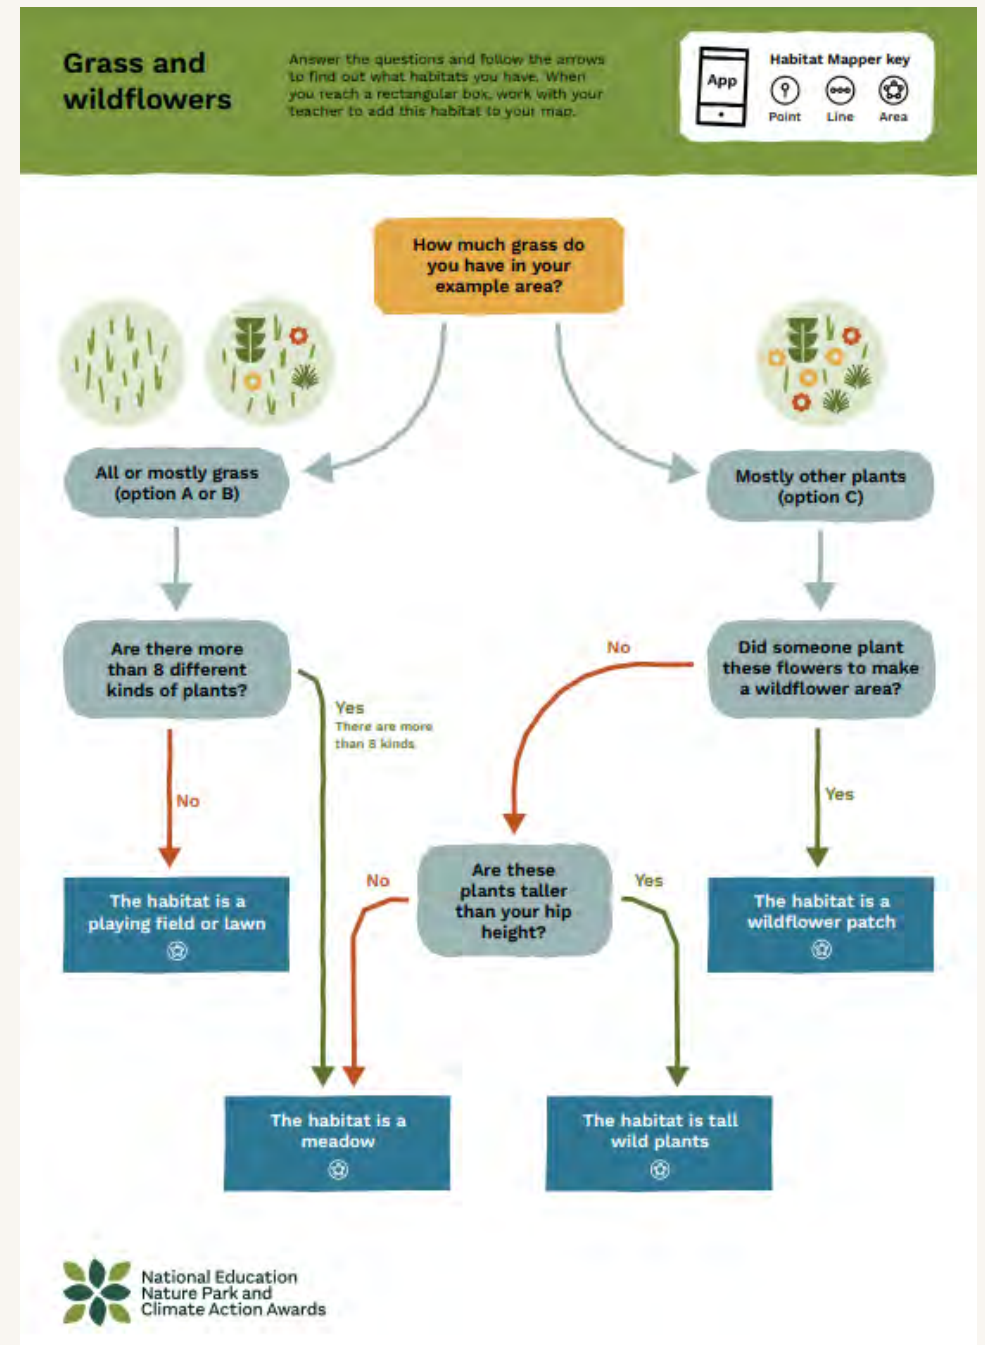 Grass and
wildflowers
Answer the questions and follow the arrows
to find out what habitats you have. When
you reach a rectangular box, work with your
teacher to add this habitat to your map.
App
Habitat Mapper key
Point
Line
Area
How much grass do
you have in your
example area?
All or mostly grass
(option A or B)
Mostly other plants
(option C)
Are there more
than 8 different
kinds of plants?
Did someone plant
these flowers to make
a wildflower area?
No
Yes
There are more
than 8 kinds
No
Yes
Are these
plants taller
than your hip
height?
No
Yes
The habitat is a
playing field or lawn
The habitat is a
wildflower patch
The habitat is a
meadow
The habitat is tall
wild plants
National Education
Nature Park and
Climate Action Awards